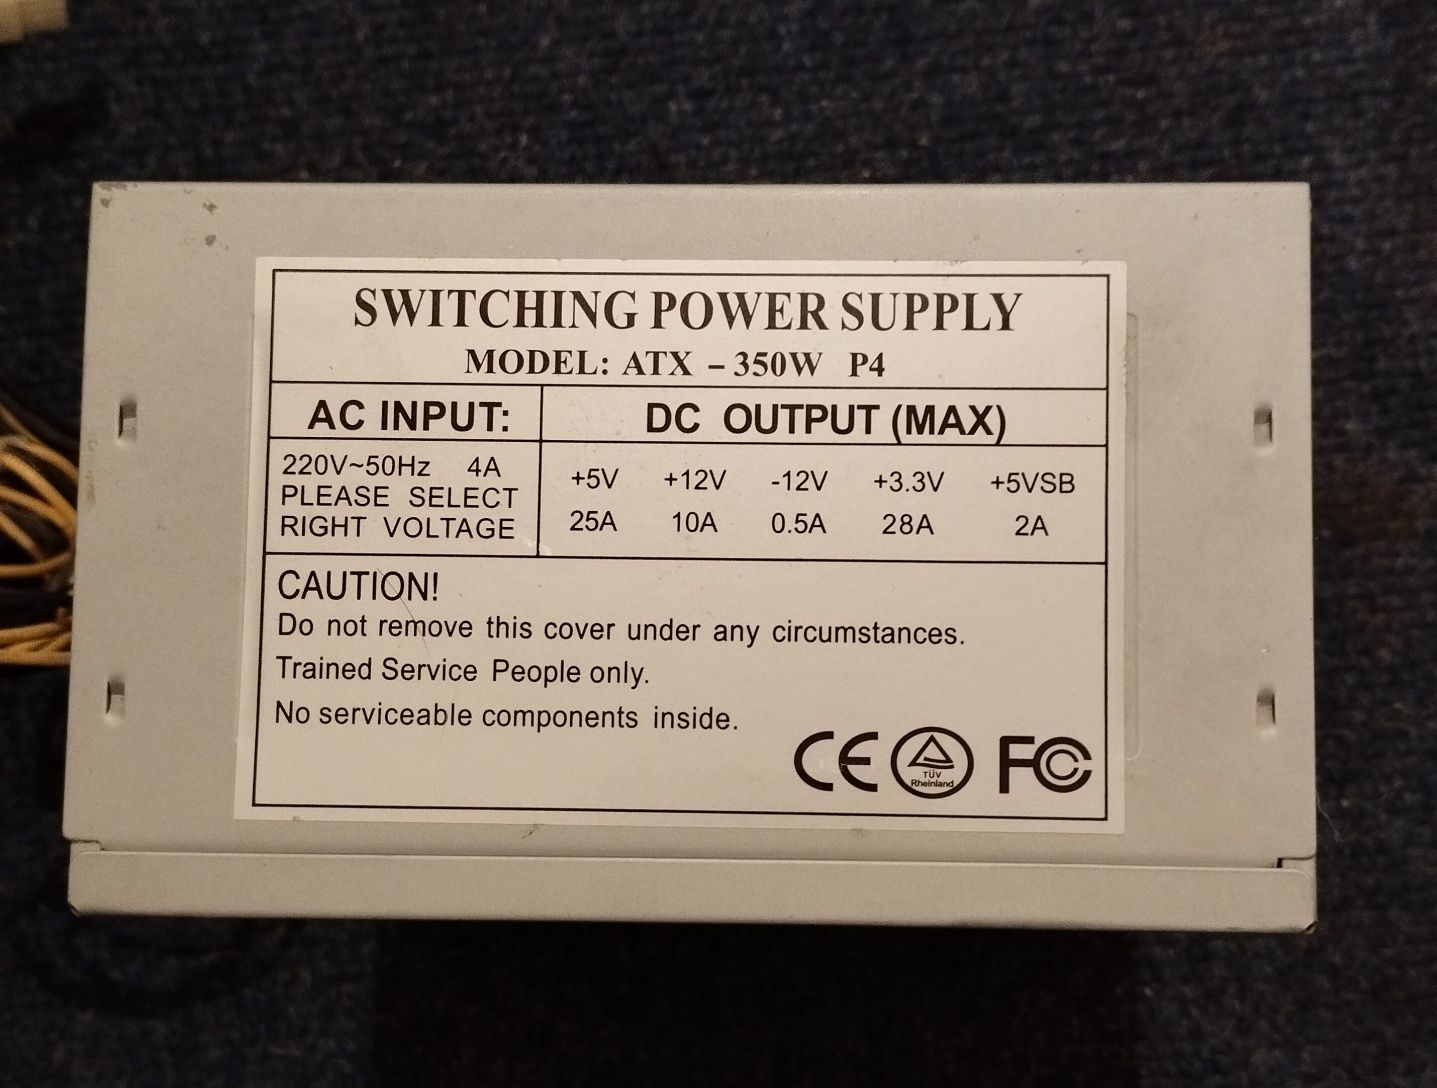 SWITCHING POWER SUPPLY
MODEL: ATX - 350W P4
AC INPUT:
220V~50Hz 4A
PLEASE SELECT
RIGHT VOLTAGE
DC OUTPUT (MAX)
+5V +12V -12V +3.3V +5VSB
25A 10A 0.5A 28A 2A
CAUTION!
Do not remove this cover under any circumstances.
Trained Service People only.
No serviceable components inside.
CE
TÜV
Rheinland
FC